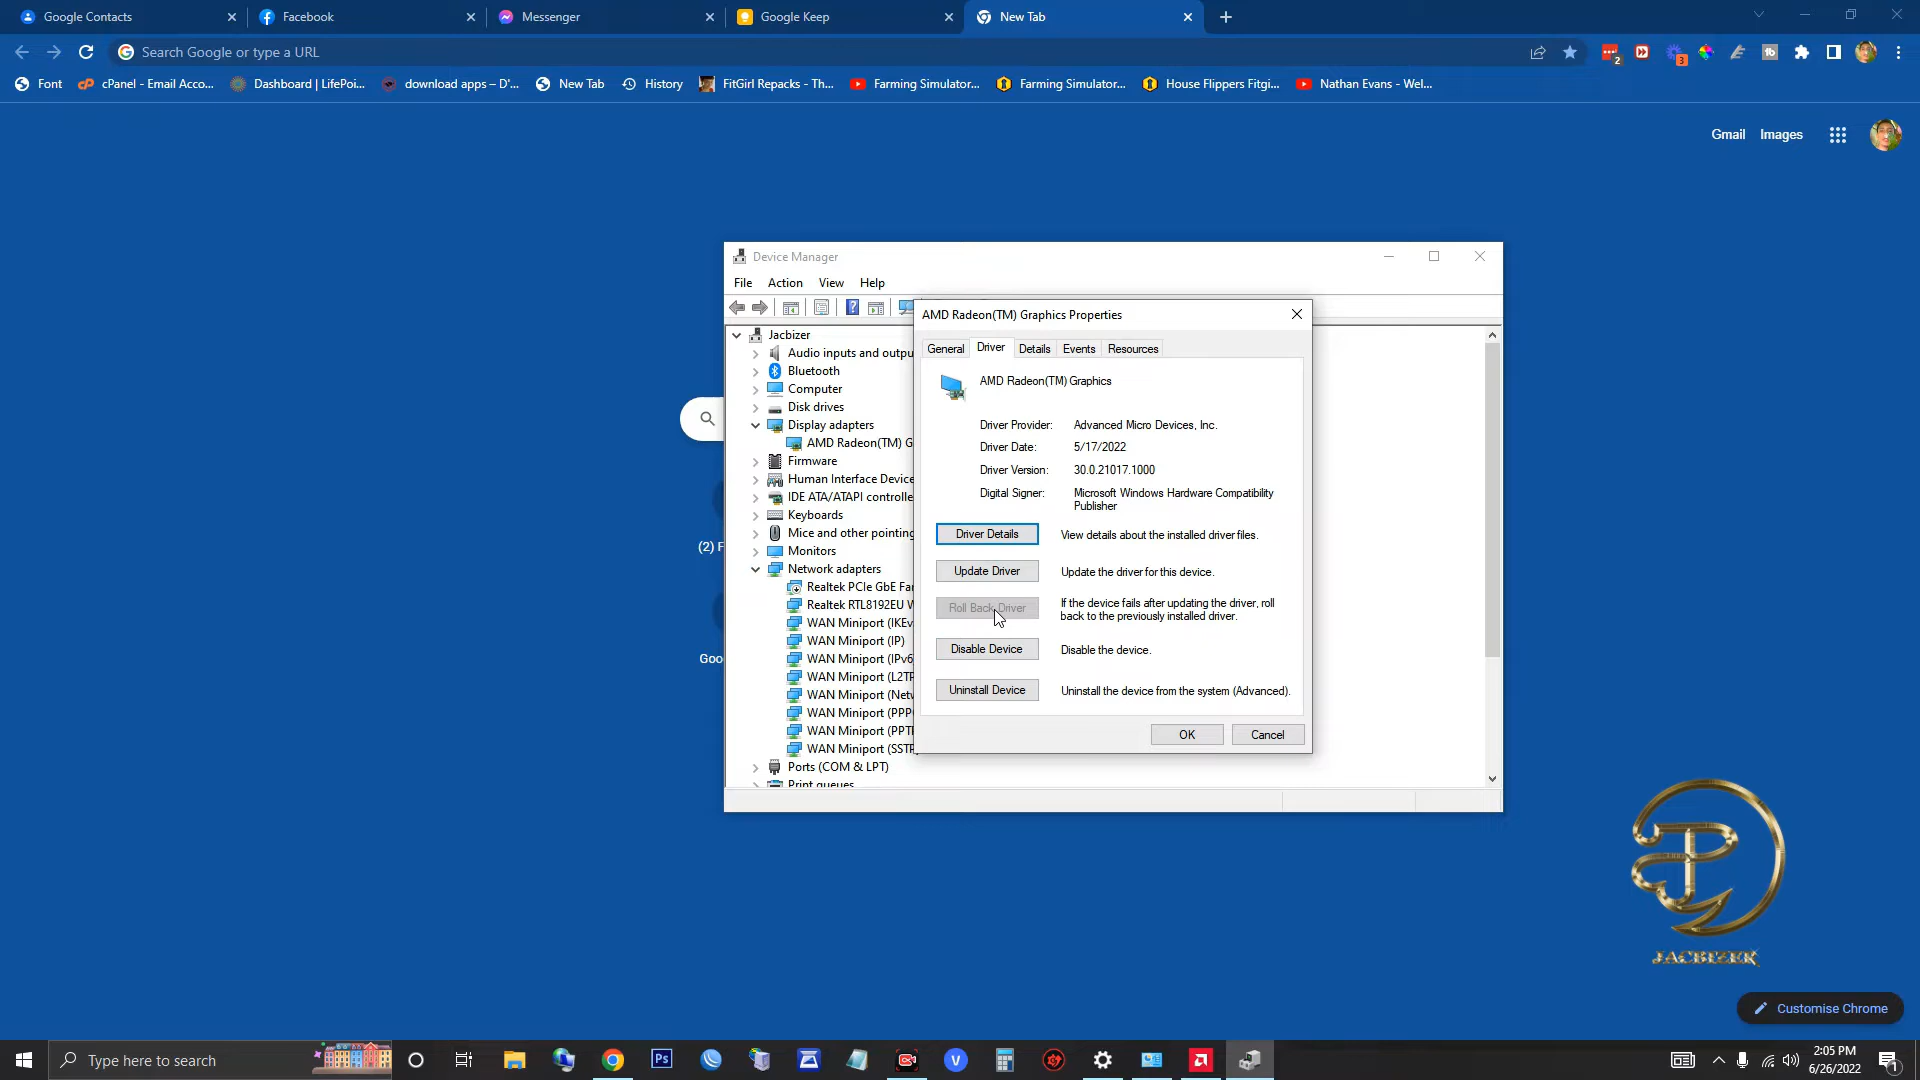 Google Contacts
Facebook
Messenger
Google Keep
New Tab
Search Google or type a URL
2
3
Font
cPanel - Email Acco...
Dashboard | LifePoi...
download apps – D'...
New Tab
History
FitGirl Repacks - Th...
Farming Simulator...
Farming Simulator...
House Flippers Fitgi...
Nathan Evans - Wel...
Gmail
Images
Device Manager
File
Action
View
Help
AMD Radeon(TM) Graphics Properties
Jacbizer
General
Driver
Details
Events
Resources
Audio inputs and outpu
Bluetooth
Computer
Disk drives
Display adapters
AMD Radeon(TM) G
Firmware
Human Interface Device
IDE ATA/ATAPI controlle
Keyboards
Mice and other pointing
Monitors
Network adapters
Realtek PCIe GbE Fa
Realtek RTL8192EU W
WAN Miniport (IKEv
WAN Miniport (IP)
WAN Miniport (IPv6
WAN Miniport (L2TP
WAN Miniport (Netw
WAN Miniport (PPPO
WAN Miniport (PPTP
WAN Miniport (SSTP
Ports (COM & LPT)
Print queues
AMD Radeon(TM) Graphics
Driver Provider: Advanced Micro Devices, Inc.
Driver Date: 5/17/2022
Driver Version: 30.0.21017.1000
Digital Signer: Microsoft Windows Hardware Compatibility
Publisher
Driver Details
View details about the installed driver files.
Update Driver
Update the driver for this device.
Roll Back Driver
If the device fails after updating the driver, roll
back to the previously installed driver.
Disable Device
Disable the device.
Uninstall Device
Uninstall the device from the system (Advanced).
OK
Cancel
(2) F
Goo
JACBIZER
Customise Chrome
Type here to search
Ps
V
2:05 PM
6/26/2022
1